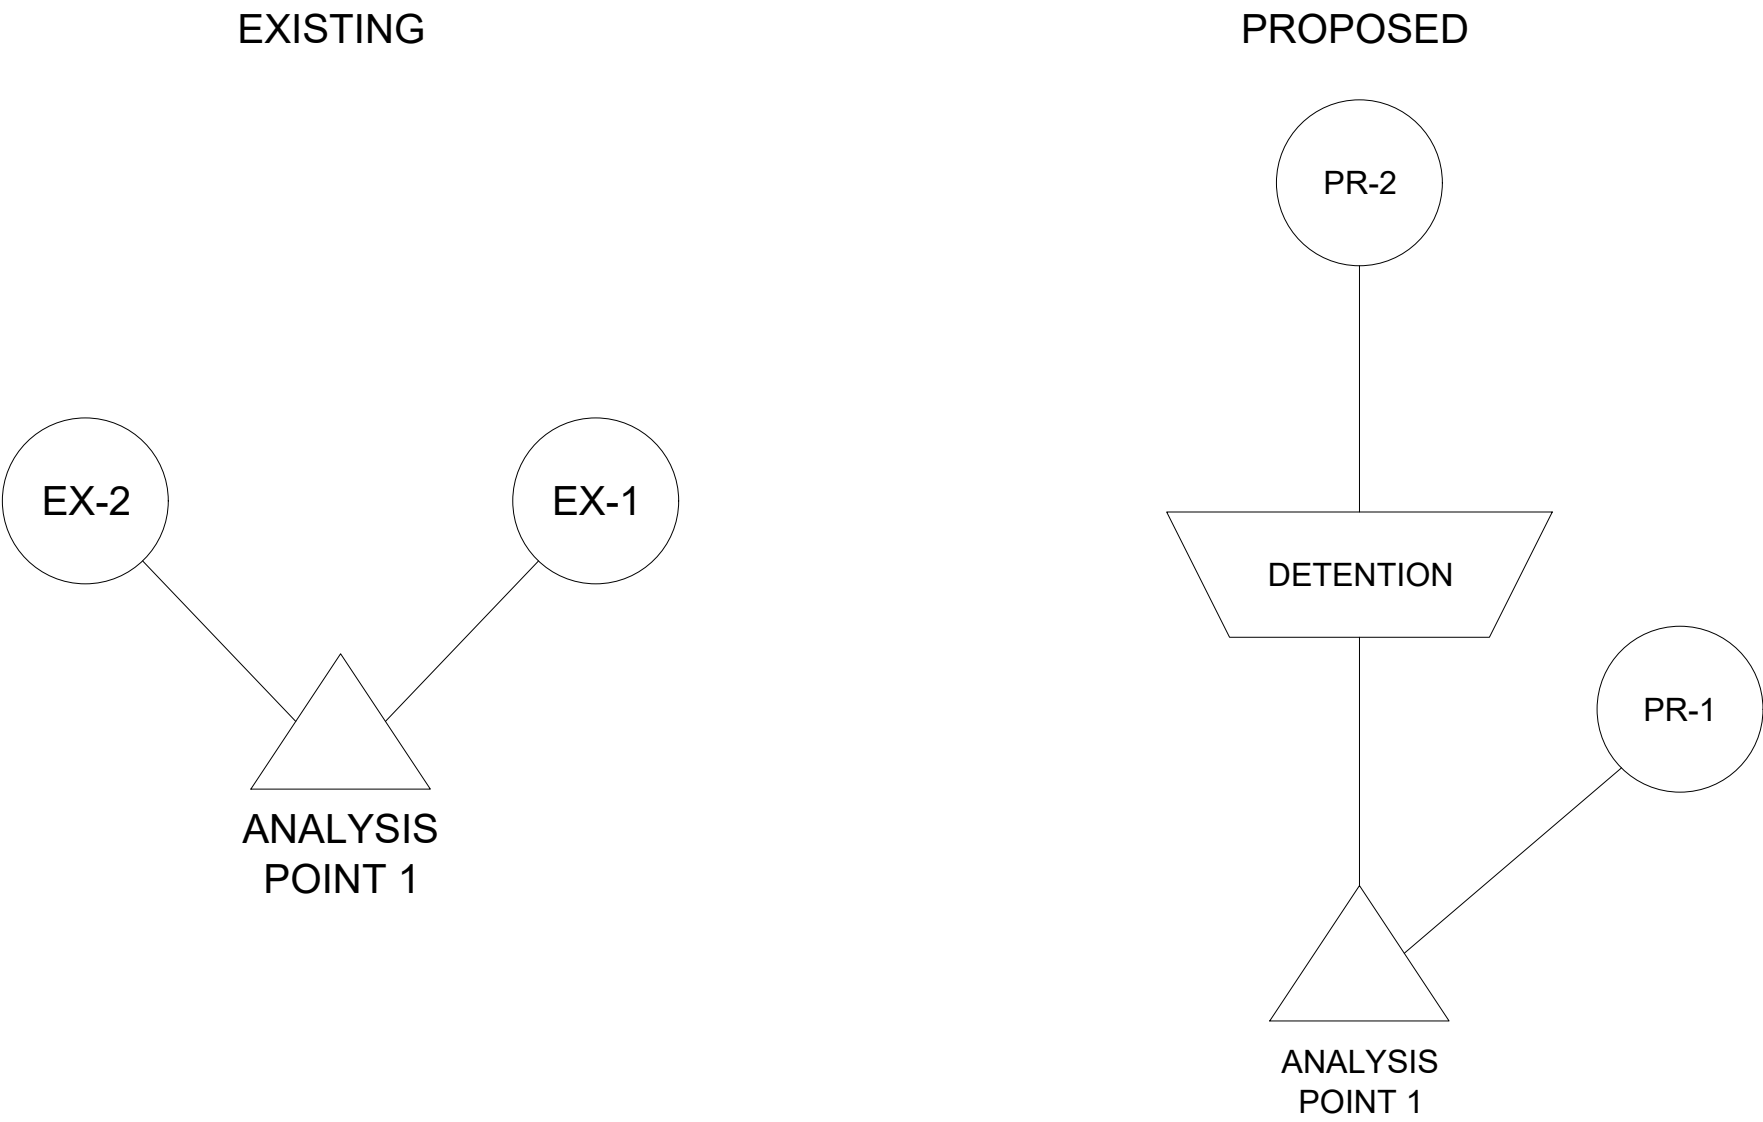 EXISTING
EX-2
EX-1
ANALYSIS
POINT 1
PROPOSED
PR-2
DETENTION
PR-1
ANALYSIS
POINT 1